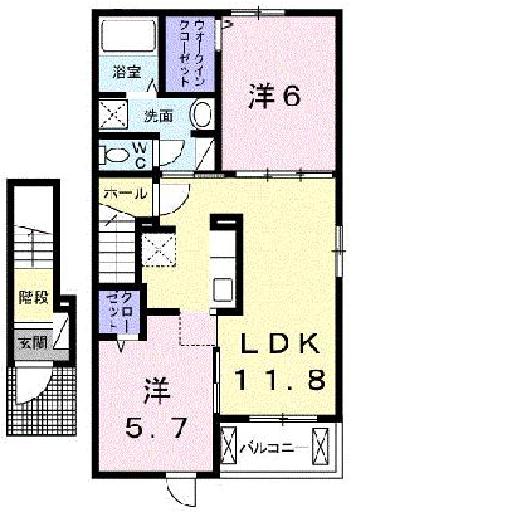 浴室
ウォークイン
クローゼット
洋6
洗面
WC
ホール
階段
玄関
クロー
ゼット
LDK
11.8
洋
5.7
バルコニー